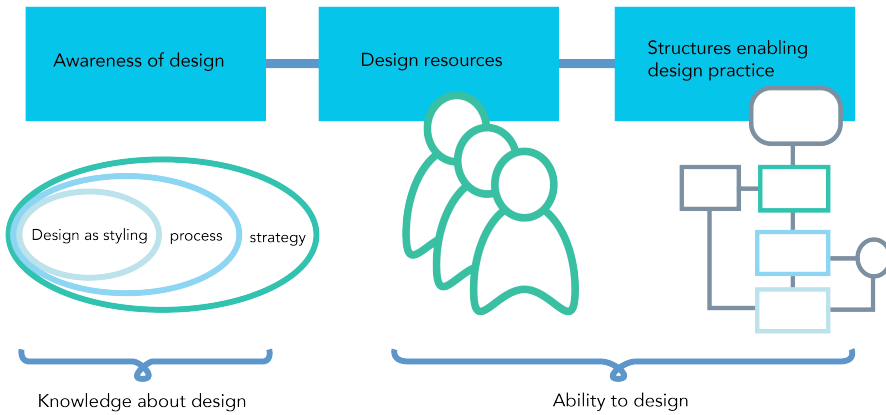 Awareness of design
Design resources
Structures enabling
design practice
Design as styling
process
strategy
Knowledge about design
Ability to design